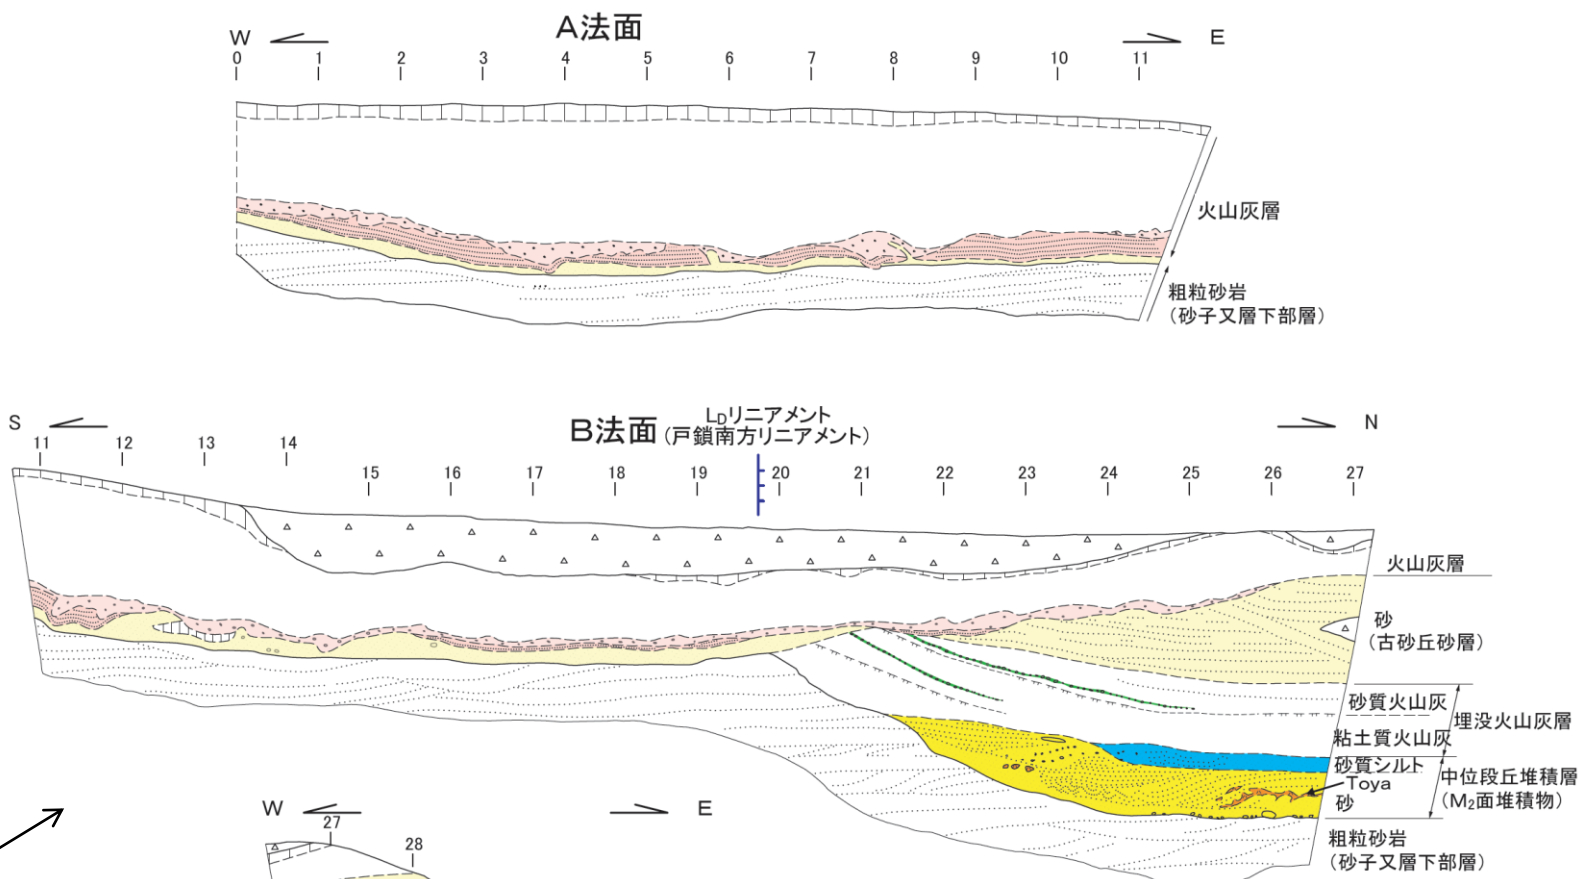 A法面
W E
0 1 2 3 4 5 6 7 8 9 10 11
火山灰層
粗粒砂岩
(砂子又層下部層)
LDリニアメント
B法面(戸鎖南方リニアメント)
S N
11 12 13 14 15 16 17 18 19 20 21 22 23 24 25 26 27
火山灰層
砂
(古砂丘砂層)
砂質火山灰
埋没火山灰層
粘土質火山灰
砂質シルト
Toya
砂
中位段丘堆積層
(M₂面堆積物)
粗粒砂岩
(砂子又層下部層)
W E
27
28